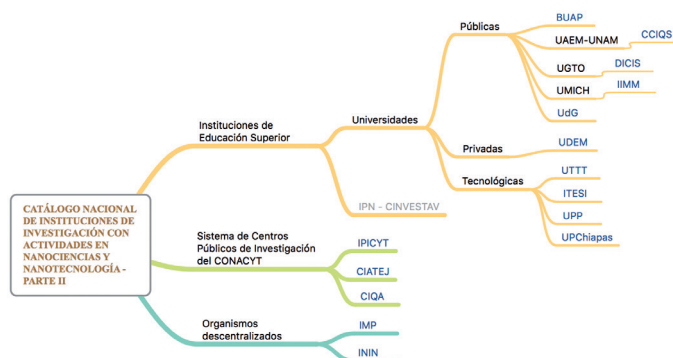 CATÁLOGO NACIONAL
DE INSTITUCIONES DE
INVESTIGACIÓN CON
ACTIVIDADES EN
NANOCIENCIAS Y
NANOTECNOLOGÍA -
PARTE II
Instituciones de
Educación Superior
Universidades
Públicas
BUAP
UAEM-UNAM
CCIQS
UGTO
DICIS
UMICH
IIMM
UdG
Privadas
UDEM
Tecnológicas
UTTT
ITESI
UPP
UPChiapas
IPN - CINVESTAV
Sistema de Centros
Públicos de Investigación
del CONACYT
IPICYT
CIATEJ
CIQA
Organismos
descentralizados
IMP
ININ